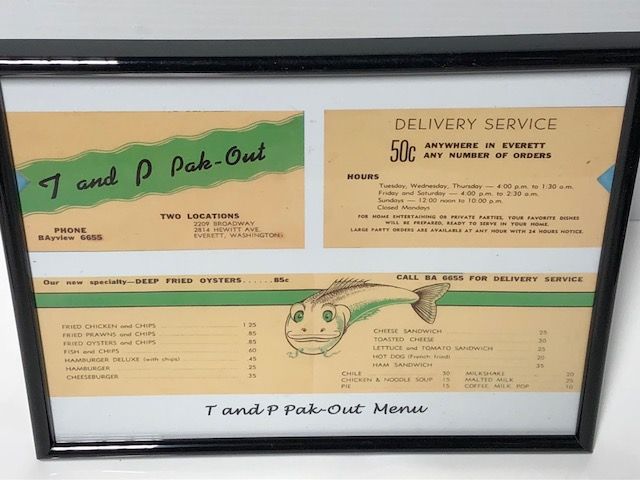 T and P Pak-Out
PHONE
BAyview 6655
TWO LOCATIONS
2209 BROADWAY
2814 HEWITT AVE.
EVERETT, WASHINGTON
DELIVERY SERVICE
50c ANYWHERE IN EVERETT
ANY NUMBER OF ORDERS
HOURS
Tuesday, Wednesday, Thursday — 4:00 p.m. to 1:30 a.m.
Friday and Saturday — 4:00 p.m. to 2:30 a.m.
Sundays — 12:00 noon to 10:00 p.m.
Closed Mondays
FOR HOME ENTERTAINING OR PRIVATE PARTIES, YOUR FAVORITE DISHES
WILL BE PREPARED, READY TO SERVE IN YOUR HOME.
LARGE PARTY ORDERS ARE AVAILABLE AT ANY HOUR WITH 24 HOURS NOTICE.
Our new specialty—DEEP FRIED OYSTERS......85c
CALL BA 6655 FOR DELIVERY SERVICE
FRIED CHICKEN and CHIPS 1 25
FRIED PRAWNS and CHIPS .85
FRIED OYSTERS and CHIPS .85
FISH and CHIPS 60
HAMBURGER DELUXE (with chips) .45
HAMBURGER .25
CHEESEBURGER .35
CHEESE SANDWICH 25
TOASTED CHEESE 30
LETTUCE and TOMATO SANDWICH 25
HOT DOG (French fried) 20
HAM SANDWICH 35
CHILE 30 MILKSHAKE 20
CHICKEN & NOODLE SOUP 15 MALTED MILK 25
PIE 15 COFFEE, MILK, POP 10
T and P Pak-Out Menu